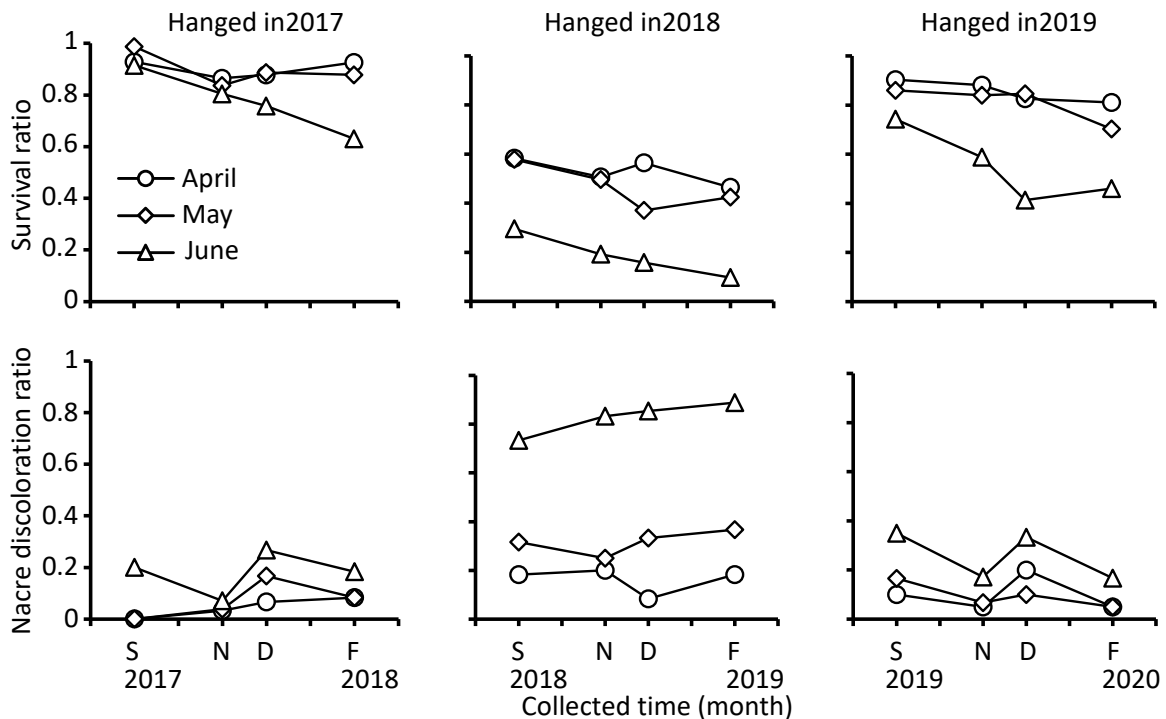 Hanged in2017
Hanged in2018
Hanged in2019
Survival ratio
1
0.8
0.6
0.4
0.2
0
April
May
June
Nacre discoloration ratio
1
0.8
0.6
0.4
0.2
0
S N D F
2017 2018
S N D F
2018 2019
S N D F
2019 2020
Collected time (month)